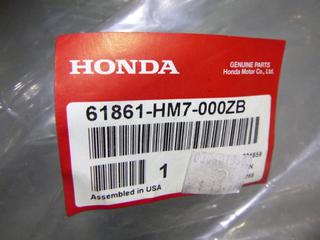 HONDA
GENUINE PARTS
Honda Motor Co., Ltd.
61861-HM7-000ZB
1
Assembled in USA